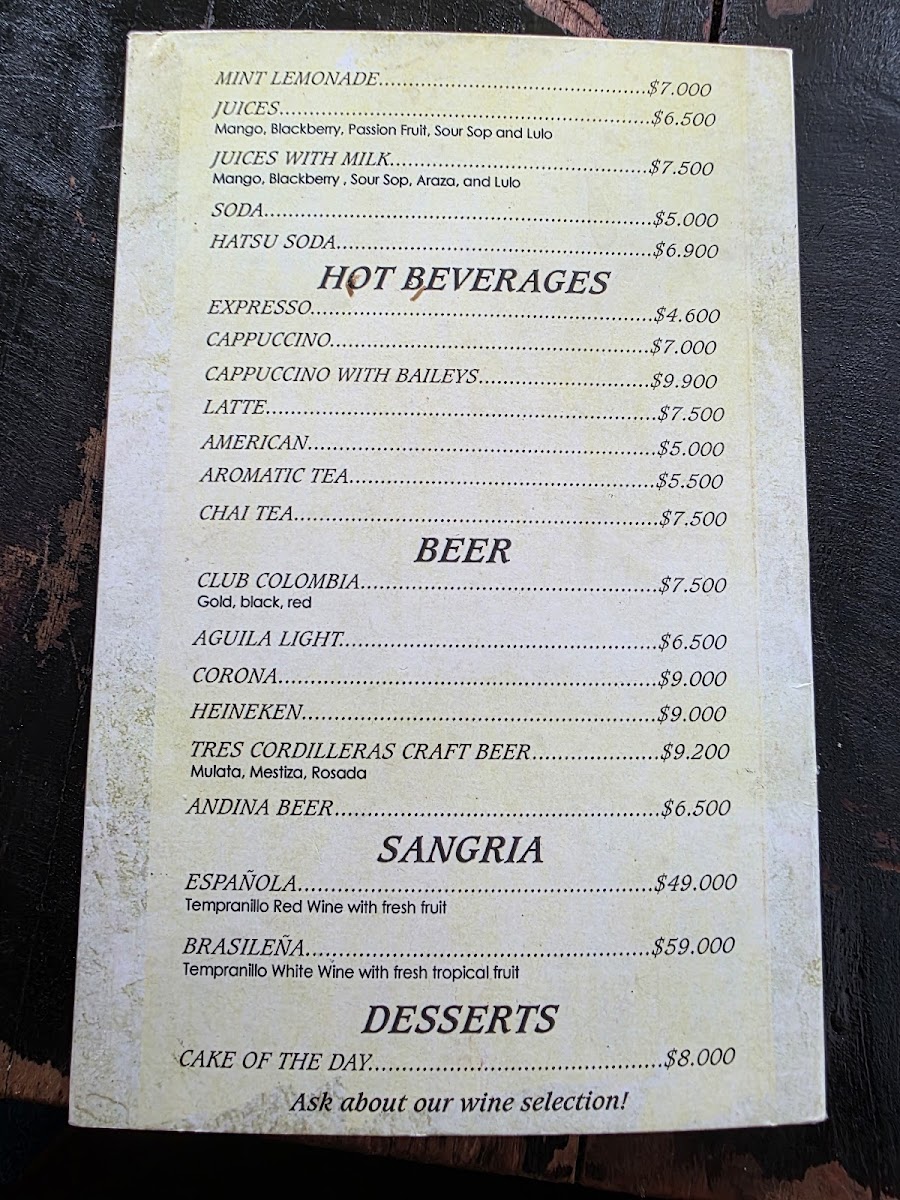 MINT LEMONADE...$7.000
JUICES...$6.500
Mango, Blackberry, Passion Fruit, Sour Sop and Lulo
JUICES WITH MILK...$7.500
Mango, Blackberry , Sour Sop, Araza, and Lulo
SODA...$5.000
HATSU SODA...$6.900
HOT BEVERAGES
EXPRESSO...$4.600
CAPPUCCINO...$7.000
CAPPUCCINO WITH BAILEYS...$9.900
LATTE...$7.500
AMERICAN...$5.000
AROMATIC TEA...$5.500
CHAI TEA...$7.500
BEER
CLUB COLOMBIA...$7.500
Gold, black, red
AGUILA LIGHT...$6.500
CORONA...$9.000
HEINEKEN...$9.000
TRES CORDILLERAS CRAFT BEER...$9.200
Mulata, Mestiza, Rosada
ANDINA BEER...$6.500
SANGRIA
ESPAÑOLA...$49.000
Tempranillo Red Wine with fresh fruit
BRASILEÑA...$59.000
Tempranillo White Wine with fresh tropical fruit
DESSERTS
CAKE OF THE DAY...$8.000
Ask about our wine selection!